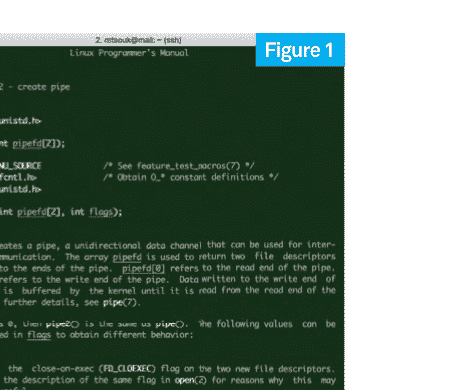 2. mtsouk@mail: ~ (ssh)
Figure 1
Linux Programmer's Manual
2 - create pipe
unistd.h>
nt pipefd[2]);
NU_SOURCE /* See feature_test_macros(7) */
fcntl.h> /* Obtain O_* constant definitions */
unistd.h>
int pipefd[2], int flags);
eates a pipe, a unidirectional data channel that can be used for inter-
mmunication. The array pipefd is used to return two file descriptors
to the ends of the pipe. pipefd[0] refers to the read end of the pipe.
refers to the write end of the pipe. Data written to the write end of
is buffered by the kernel until it is read from the read end of the
further details, see pipe(7).
s 0, then pipe2() is the same as pipe(). The following values can be
ed in flags to obtain different behavior:
the close-on-exec (FD_CLOEXEC) flag on the two new file descriptors.
the description of the same flag in open(2) for reasons why this may